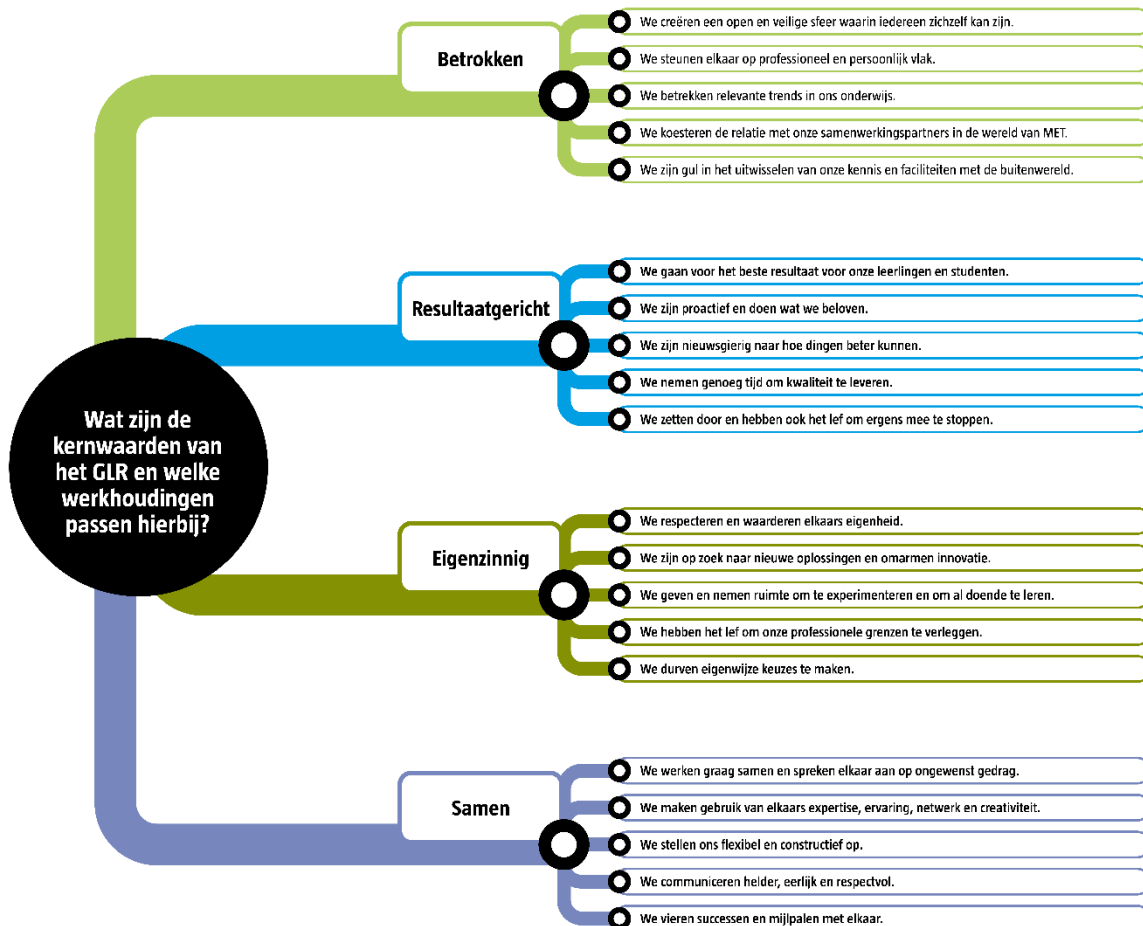 Wat zijn de
kernwaarden van
het GLR en welke
werkhoudingen
passen hierbij?
Betrokken
We creëren een open en veilige sfeer waarin iedereen zichzelf kan zijn.
We steunen elkaar op professioneel en persoonlijk vlak.
We betrekken relevante trends in ons onderwijs.
We koesteren de relatie met onze samenwerkingspartners in de wereld van MET.
We zijn gul in het uitwisselen van onze kennis en faciliteiten met de buitenwereld.
Resultaatgericht
We gaan voor het beste resultaat voor onze leerlingen en studenten.
We zijn proactief en doen wat we beloven.
We zijn nieuwsgierig naar hoe dingen beter kunnen.
We nemen genoeg tijd om kwaliteit te leveren.
We zetten door en hebben ook het lef om ergens mee te stoppen.
Eigenzinnig
We respecteren en waarderen elkaars eigenheid.
We zijn op zoek naar nieuwe oplossingen en omarmen innovatie.
We geven en nemen ruimte om te experimenteren en om al doende te leren.
We hebben het lef om onze professionele grenzen te verleggen.
We durven eigenwijze keuzes te maken.
Samen
We werken graag samen en spreken elkaar aan op ongewenst gedrag.
We maken gebruik van elkaars expertise, ervaring, netwerk en creativiteit.
We stellen ons flexibel en constructief op.
We communiceren helder, eerlijk en respectvol.
We vieren successen en mijlpalen met elkaar.